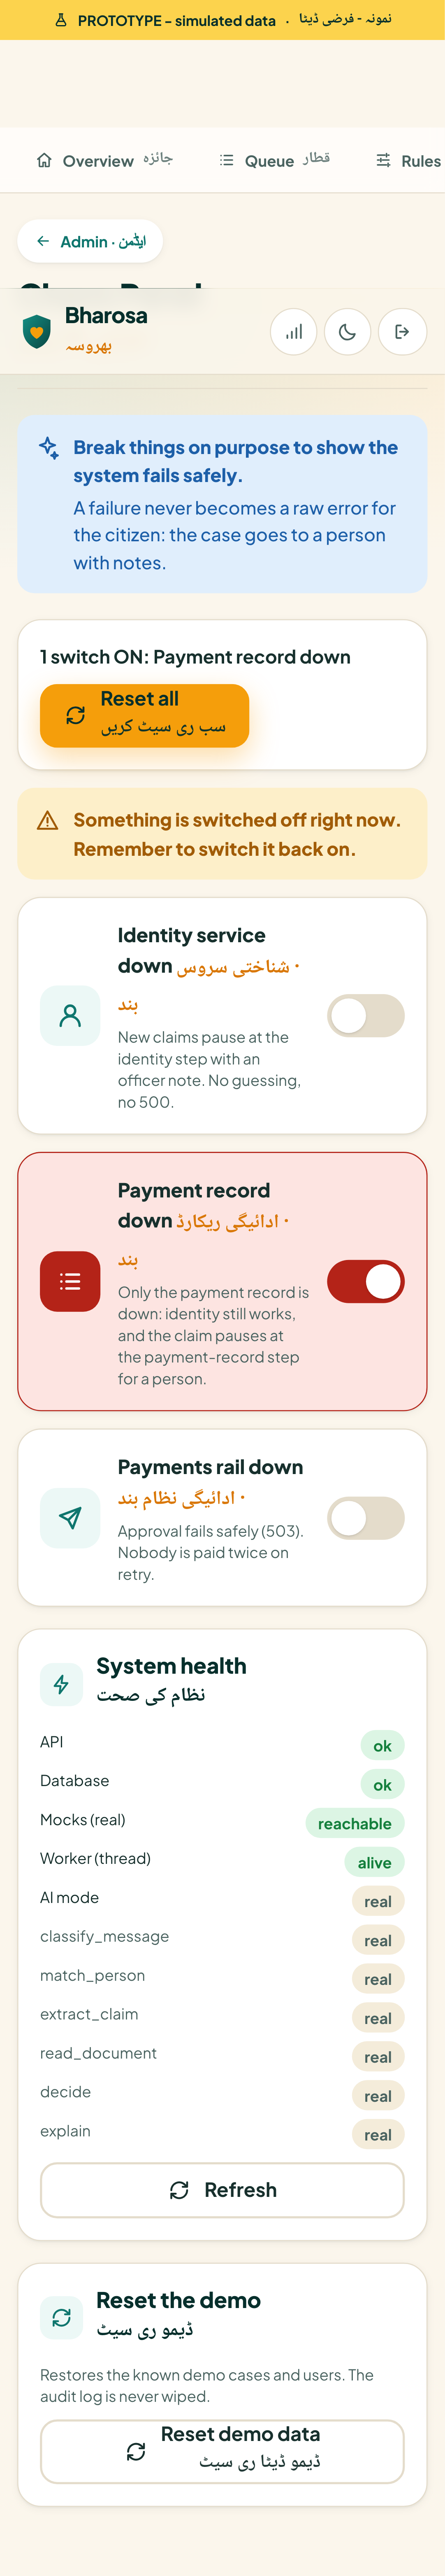 PROTOTYPE - simulated data · نمونہ - فرضی ڈیٹا
Overview جائزہ Queue قطار Rules
← Admin · ایڈمن
Bharosa
بھروسہ
Break things on purpose to show the
system fails safely.
A failure never becomes a raw error for
the citizen: the case goes to a person
with notes.
1 switch ON: Payment record down
Reset all
سب ری سیٹ کریں
Something is switched off right now.
Remember to switch it back on.
Identity service
down · شناختی سروس
بند
New claims pause at the
identity step with an
officer note. No guessing,
no 500.
Payment record
down · ادائیگی ریکارڈ
بند
Only the payment record is
down: identity still works,
and the claim pauses at
the payment-record step
for a person.
Payments rail down
· ادائیگی نظام بند
Approval fails safely (503).
Nobody is paid twice on
retry.
System health
نظام کی صحت
API ok
Database ok
Mocks (real) reachable
Worker (thread) alive
AI mode real
classify_message real
match_person real
extract_claim real
read_document real
decide real
explain real
Refresh
Reset the demo
ڈیمو ری سیٹ
Restores the known demo cases and users. The
audit log is never wiped.
Reset demo data
ڈیمو ڈیٹا ری سیٹ